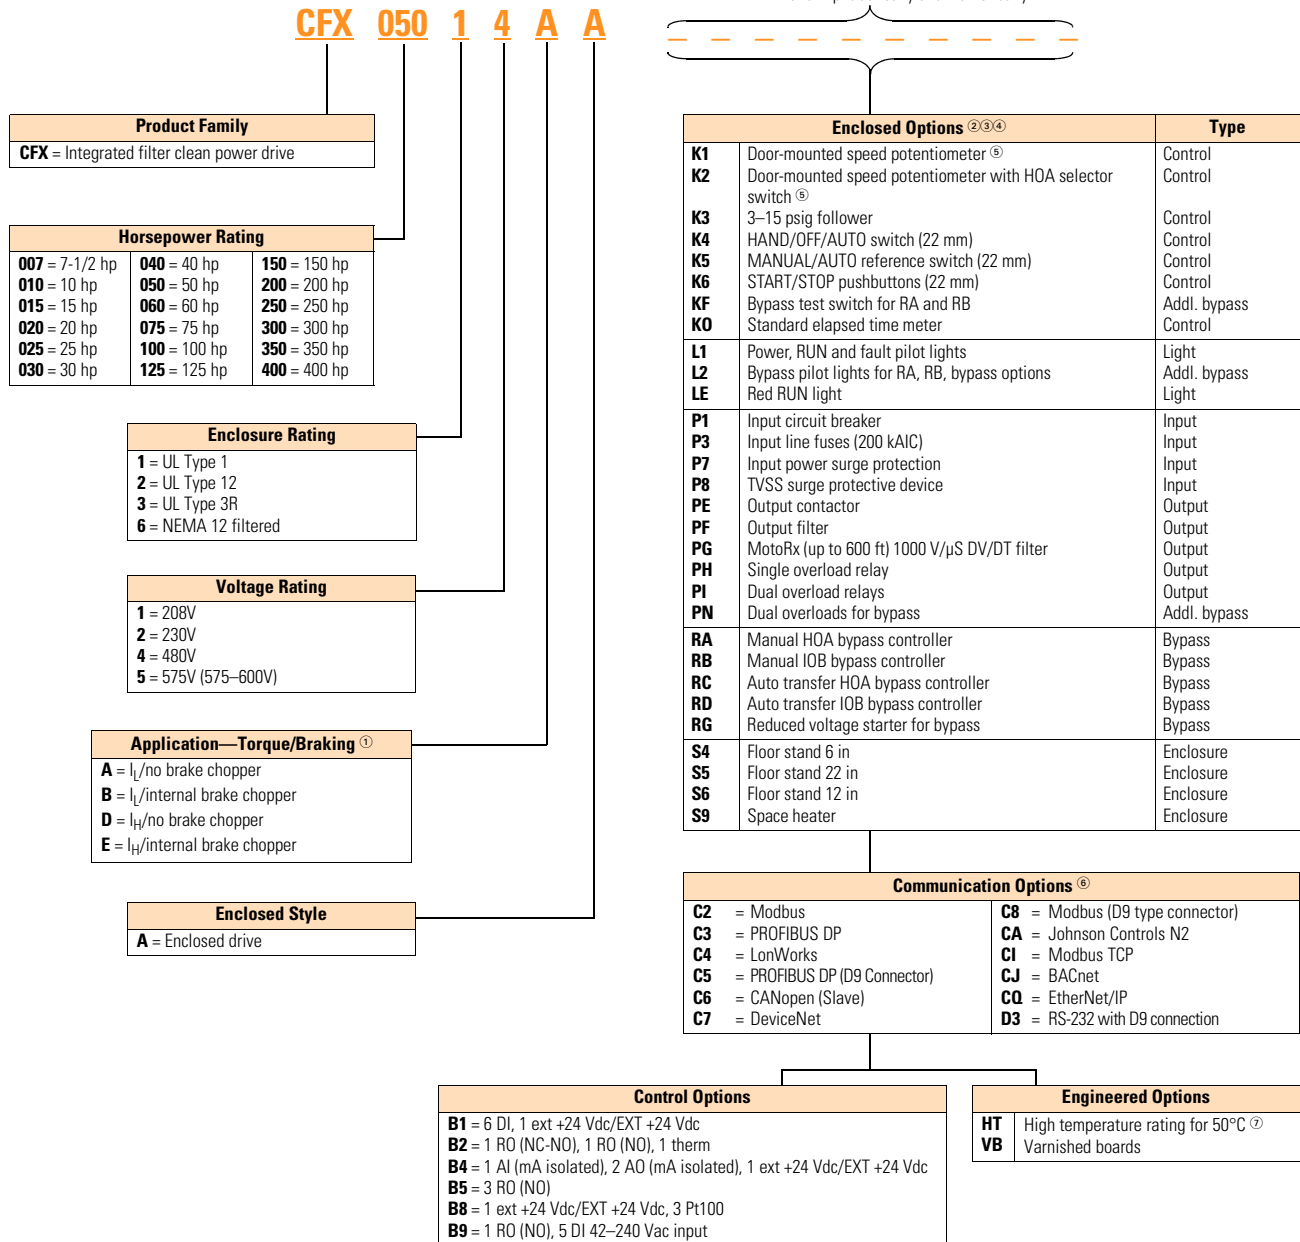 CFX 050 1 4 A A
Product Family
CFX = Integrated filter clean power drive
Horsepower Rating
007 = 7-1/2 hp
010 = 10 hp
015 = 15 hp
020 = 20 hp
025 = 25 hp
030 = 30 hp
040 = 40 hp
050 = 50 hp
060 = 60 hp
075 = 75 hp
100 = 100 hp
125 = 125 hp
150 = 150 hp
200 = 200 hp
250 = 250 hp
300 = 300 hp
350 = 350 hp
400 = 400 hp
Enclosure Rating
1 = UL Type 1
2 = UL Type 12
3 = UL Type 3R
6 = NEMA 12 filtered
Voltage Rating
1 = 208V
2 = 230V
4 = 480V
5 = 575V (575–600V)
Application—Torque/Braking ①
A = IL/no brake chopper
B = IL/internal brake chopper
D = IH/no brake chopper
E = IH/internal brake chopper
Enclosed Style
A = Enclosed drive
Enclosed Options ②③④ Type
K1 Door-mounted speed potentiometer ⑤ Control
K2 Door-mounted speed potentiometer with HOA selector Control
switch ⑤
K3 3–15 psig follower Control
K4 HAND/OFF/AUTO switch (22 mm) Control
K5 MANUAL/AUTO reference switch (22 mm) Control
K6 START/STOP pushbuttons (22 mm) Control
KF Bypass test switch for RA and RB Addl. bypass
KO Standard elapsed time meter Control
L1 Power, RUN and fault pilot lights Light
L2 Bypass pilot lights for RA, RB, bypass options Addl. bypass
LE Red RUN light Light
P1 Input circuit breaker Input
P3 Input line fuses (200 kAIC) Input
P7 Input power surge protection Input
P8 TVSS surge protective device Input
PE Output contactor Output
PF Output filter Output
PG MotoRx (up to 600 ft) 1000 V/µS DV/DT filter Output
PH Single overload relay Output
PI Dual overload relays Output
PN Dual overloads for bypass Addl. bypass
RA Manual HOA bypass controller Bypass
RB Manual IOB bypass controller Bypass
RC Auto transfer HOA bypass controller Bypass
RD Auto transfer IOB bypass controller Bypass
RG Reduced voltage starter for bypass Bypass
S4 Floor stand 6 in Enclosure
S5 Floor stand 22 in Enclosure
S6 Floor stand 12 in Enclosure
S9 Space heater Enclosure
Communication Options ⑥
C2 = Modbus
C3 = PROFIBUS DP
C4 = LonWorks
C5 = PROFIBUS DP (D9 Connector)
C6 = CANopen (Slave)
C7 = DeviceNet
C8 = Modbus (D9 type connector)
CA = Johnson Controls N2
CI = Modbus TCP
CJ = BACnet
CQ = EtherNet/IP
D3 = RS-232 with D9 connection
Control Options
B1 = 6 DI, 1 ext +24 Vdc/EXT +24 Vdc
B2 = 1 RO (NC-NO), 1 RO (NO), 1 therm
B4 = 1 AI (mA isolated), 2 AO (mA isolated), 1 ext +24 Vdc/EXT +24 Vdc
B5 = 3 RO (NO)
B8 = 1 ext +24 Vdc/EXT +24 Vdc, 3 Pt100
B9 = 1 RO (NO), 5 DI 42–240 Vac input
Engineered Options
HT High temperature rating for 50°C ⑦
VB Varnished boards